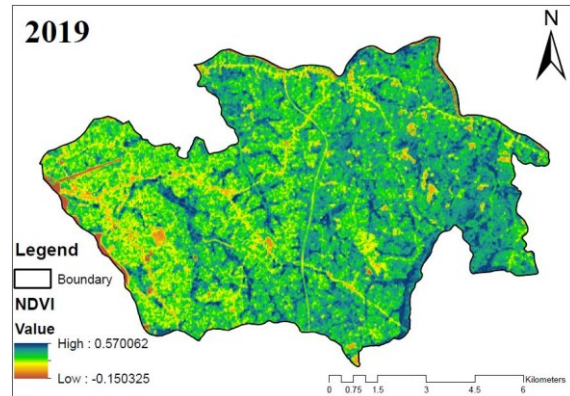 2019
N
Legend
Boundary
NDVI
Value
High : 0.570062
Low : -0.150325
Kilometers
0 0.75 1.5 3 4.5 6